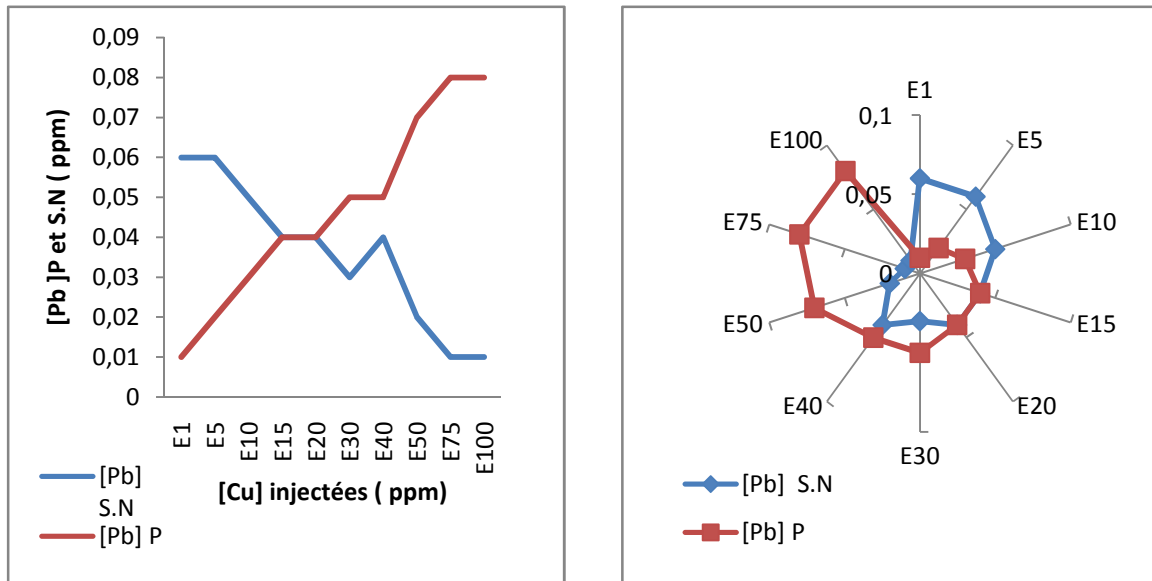 0,09
0,08
0,07
0,06
0,05
0,04
0,03
0,02
0,01
0
[Pb ]P et S.N ( ppm)
E1
E5
E10
E15
E20
E30
E40
E50
E75
E100
[Cu] injectées ( ppm)
[Pb]
S.N
[Pb] P
E1
0,1
E5
E100
0,05
E10
E75
0
E15
E50
E20
E40
E30
[Pb] S.N
[Pb] P